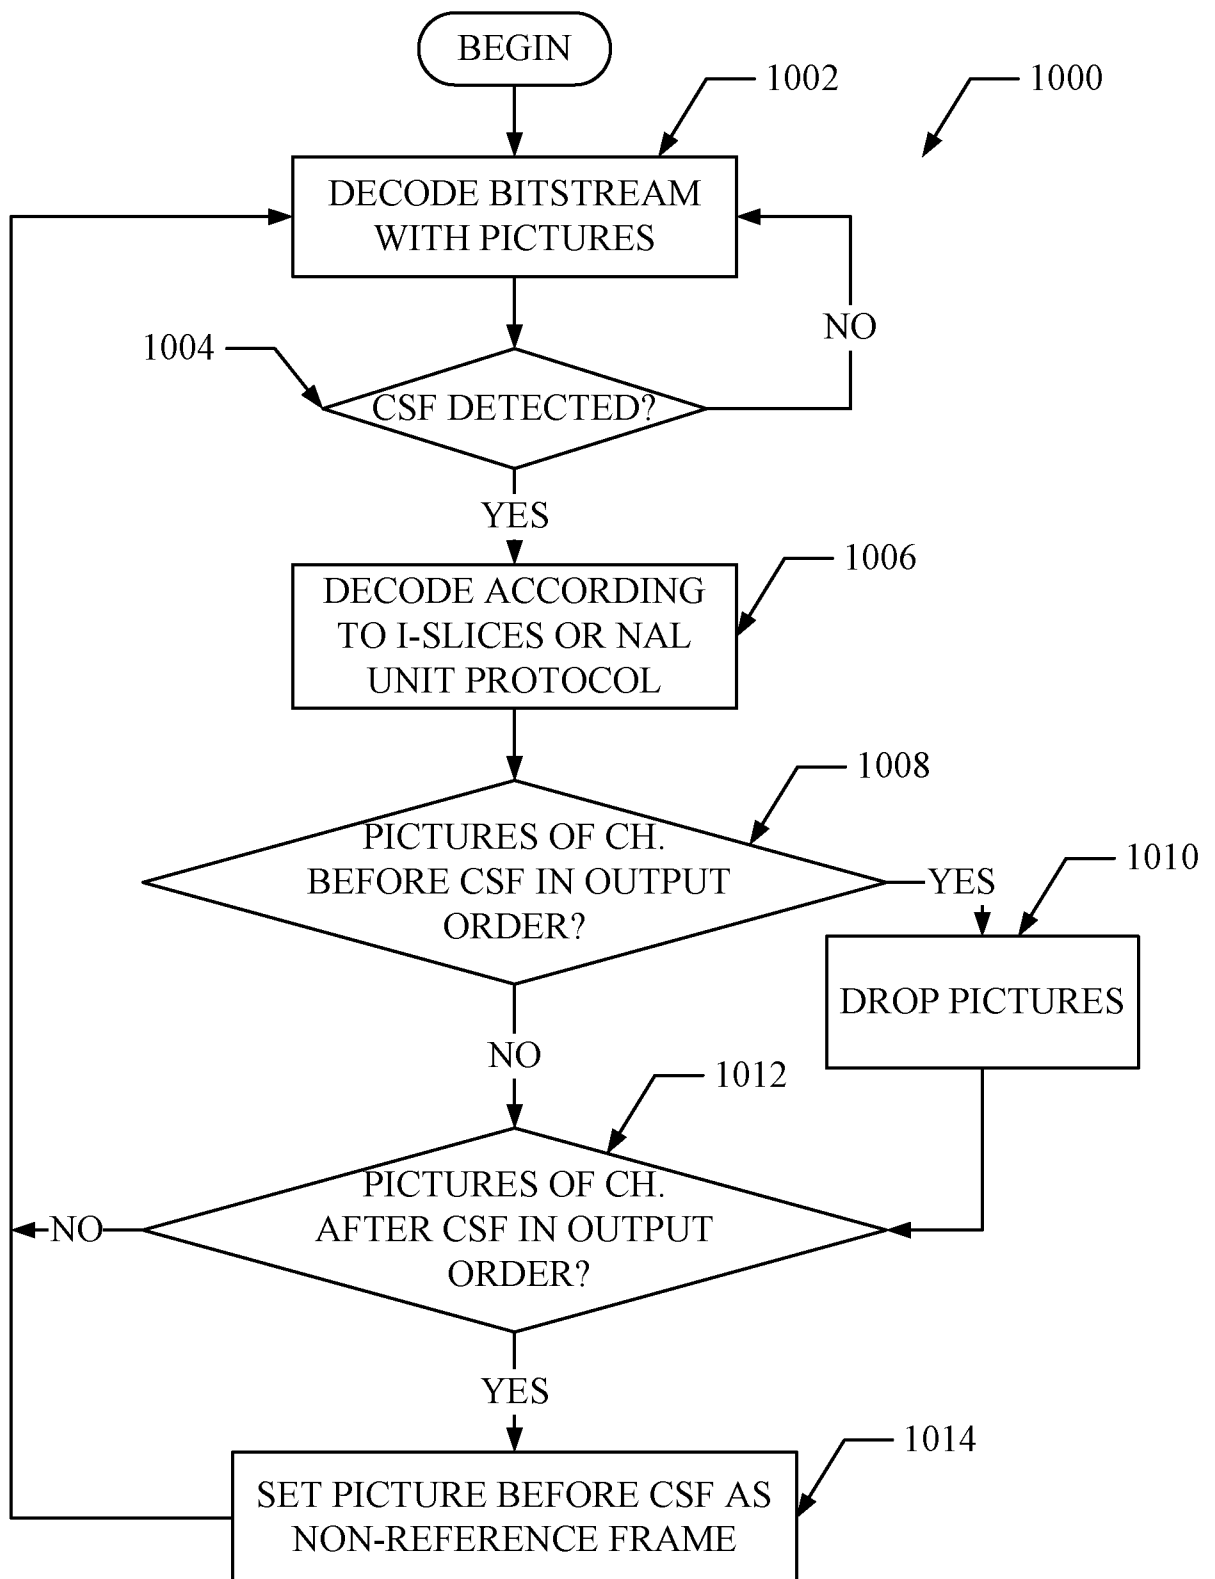 BEGIN
1002
1000
DECODE BITSTREAM
WITH PICTURES
NO
1004
CSF DETECTED?
YES
1006
DECODE ACCORDING
TO I-SLICES OR NAL
UNIT PROTOCOL
1008
PICTURES OF CH.
BEFORE CSF IN OUTPUT
ORDER?
YES
1010
DROP PICTURES
NO
1012
PICTURES OF CH.
AFTER CSF IN OUTPUT
ORDER?
NO
YES
1014
SET PICTURE BEFORE CSF AS
NON-REFERENCE FRAME